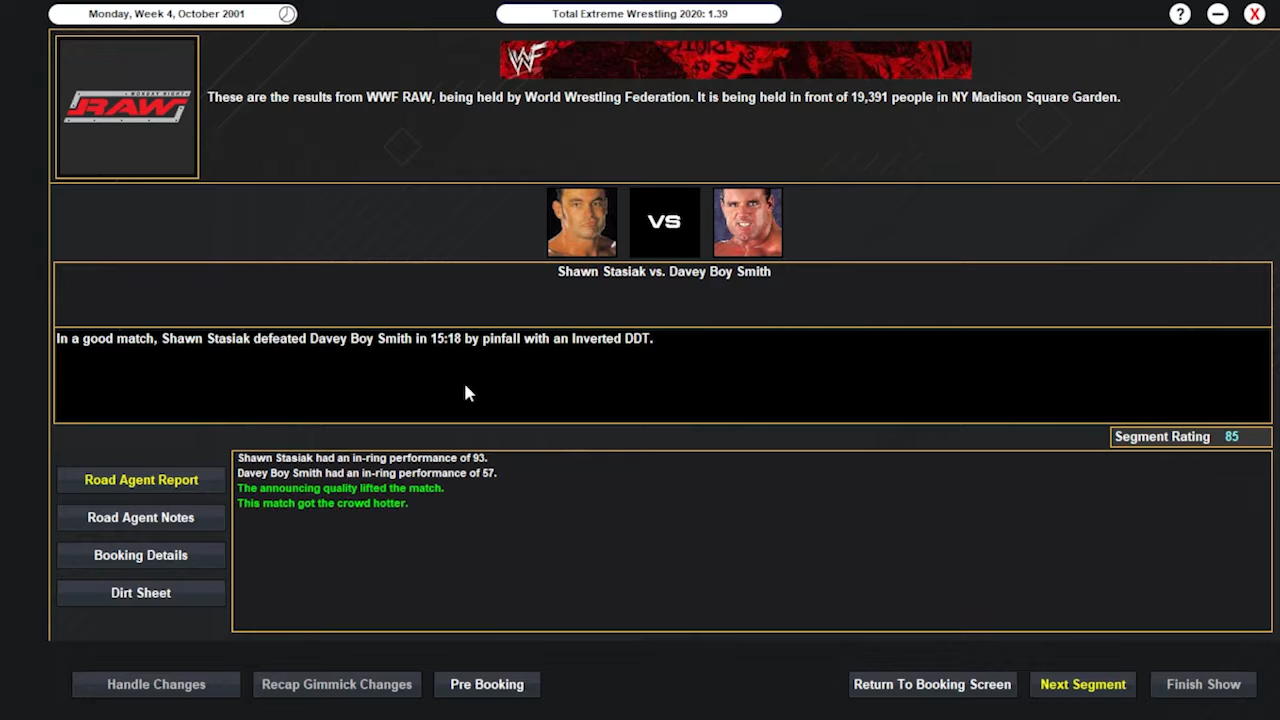 Monday, Week 4, October 2001
Total Extreme Wrestling 2020: 1.39
?
X
MONDAY NIGHT
RAW
WF
These are the results from WWF RAW, being held by World Wrestling Federation. It is being held in front of 19,391 people in NY Madison Square Garden.
VS
Shawn Stasiak vs. Davey Boy Smith
In a good match, Shawn Stasiak defeated Davey Boy Smith in 15:18 by pinfall with an Inverted DDT.
Segment Rating 85
Road Agent Report
Road Agent Notes
Booking Details
Dirt Sheet
Shawn Stasiak had an in-ring performance of 93.
Davey Boy Smith had an in-ring performance of 57.
The announcing quality lifted the match.
This match got the crowd hotter.
Handle Changes
Recap Gimmick Changes
Pre Booking
Return To Booking Screen
Next Segment
Finish Show